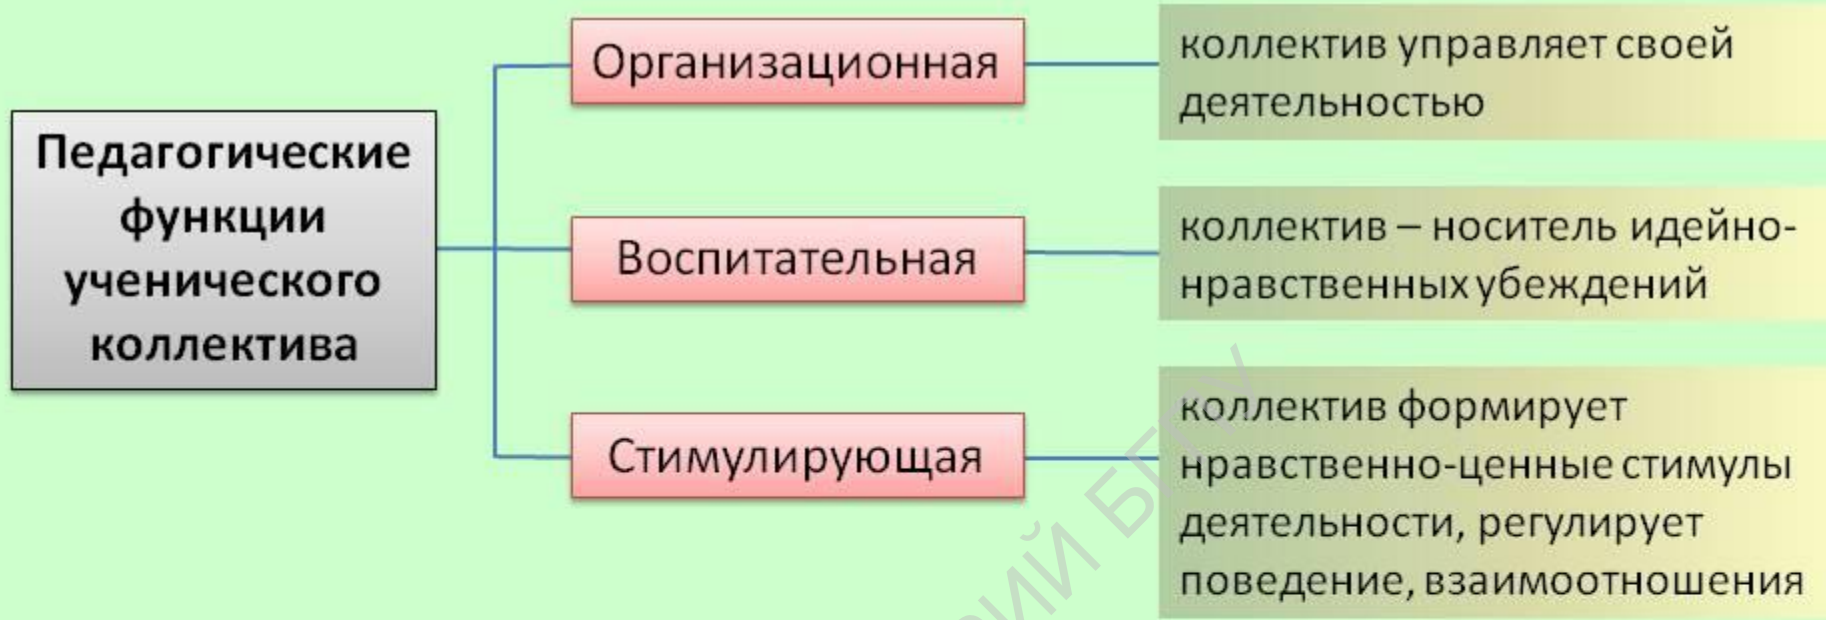 Педагогические
функции
ученического
коллектива
Организационная
коллектив управляет своей
деятельностью
Воспитательная
коллектив – носитель идейно-
нравственных убеждений
Стимулирующая
коллектив формирует
нравственно-ценные стимулы
деятельности, регулирует
поведение, взаимоотношения